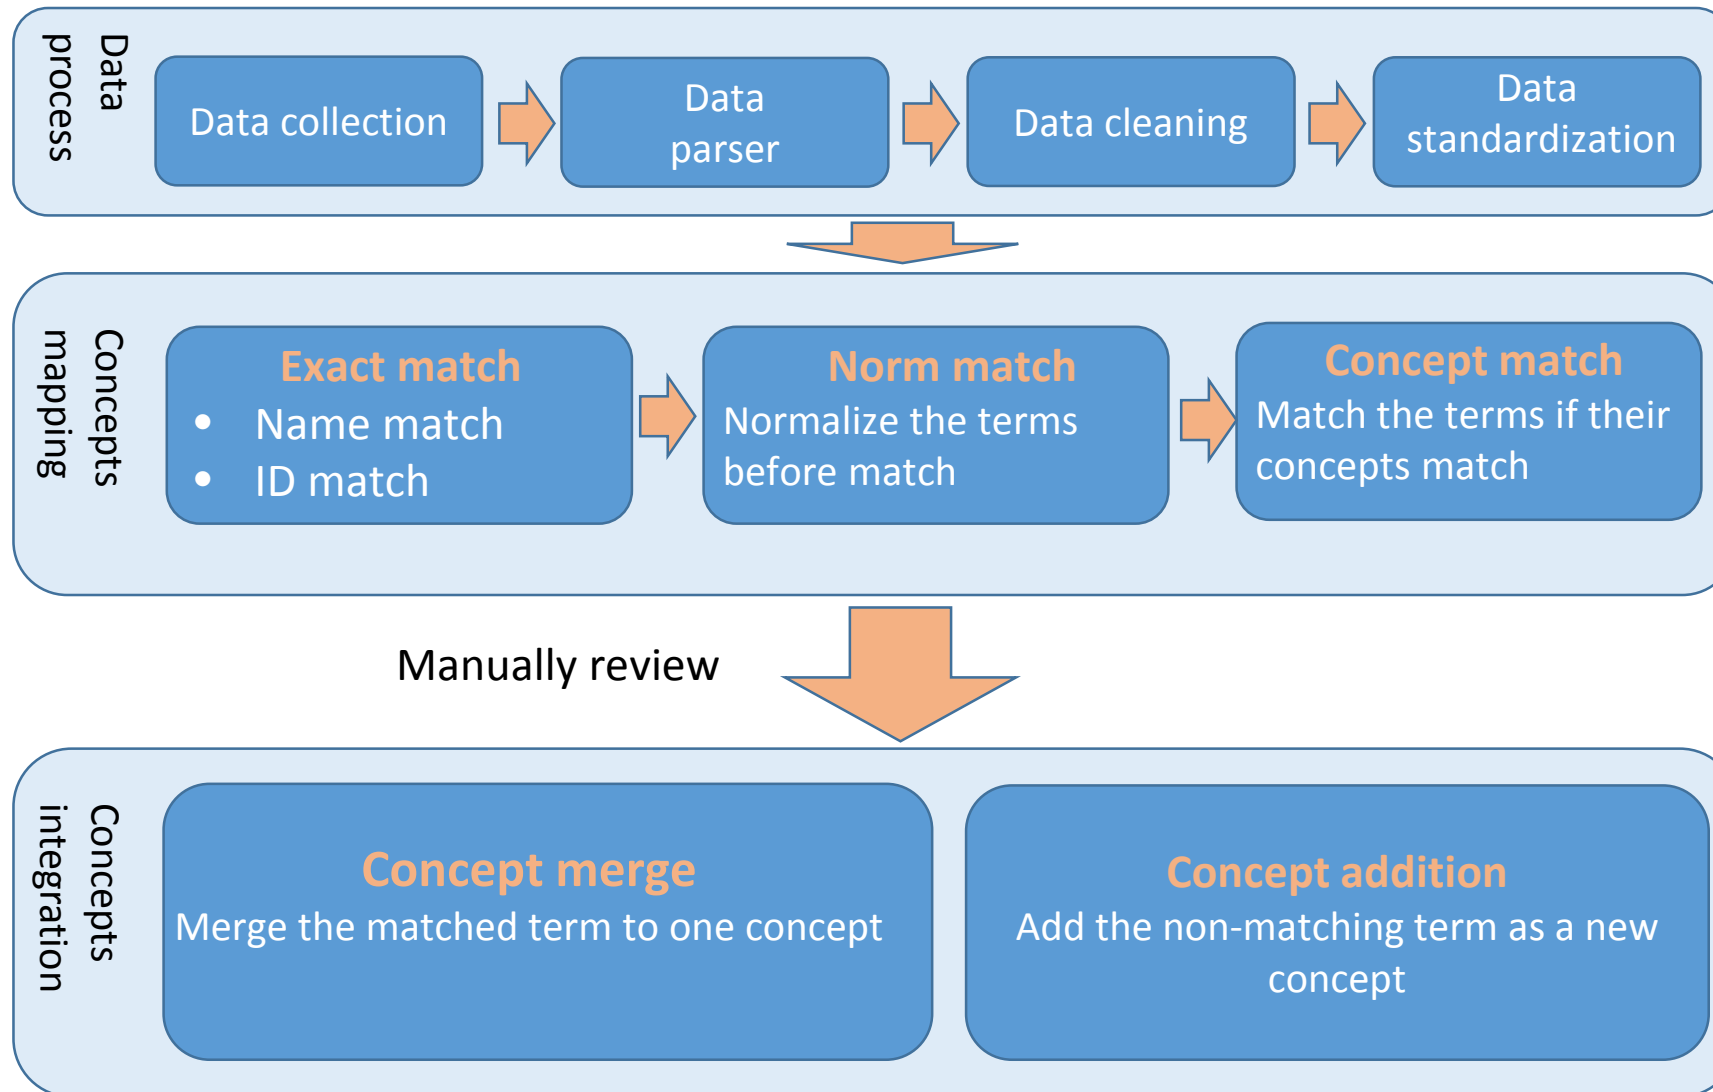 Data
process
Data collection
Data
parser
Data cleaning
Data
standardization
Concepts
mapping
Exact match
• Name match
• ID match
Norm match
Normalize the terms
before match
Concept match
Match the terms if their
concepts match
Manually review
Concepts
integration
Concept merge
Merge the matched term to one concept
Concept addition
Add the non-matching term as a new
concept